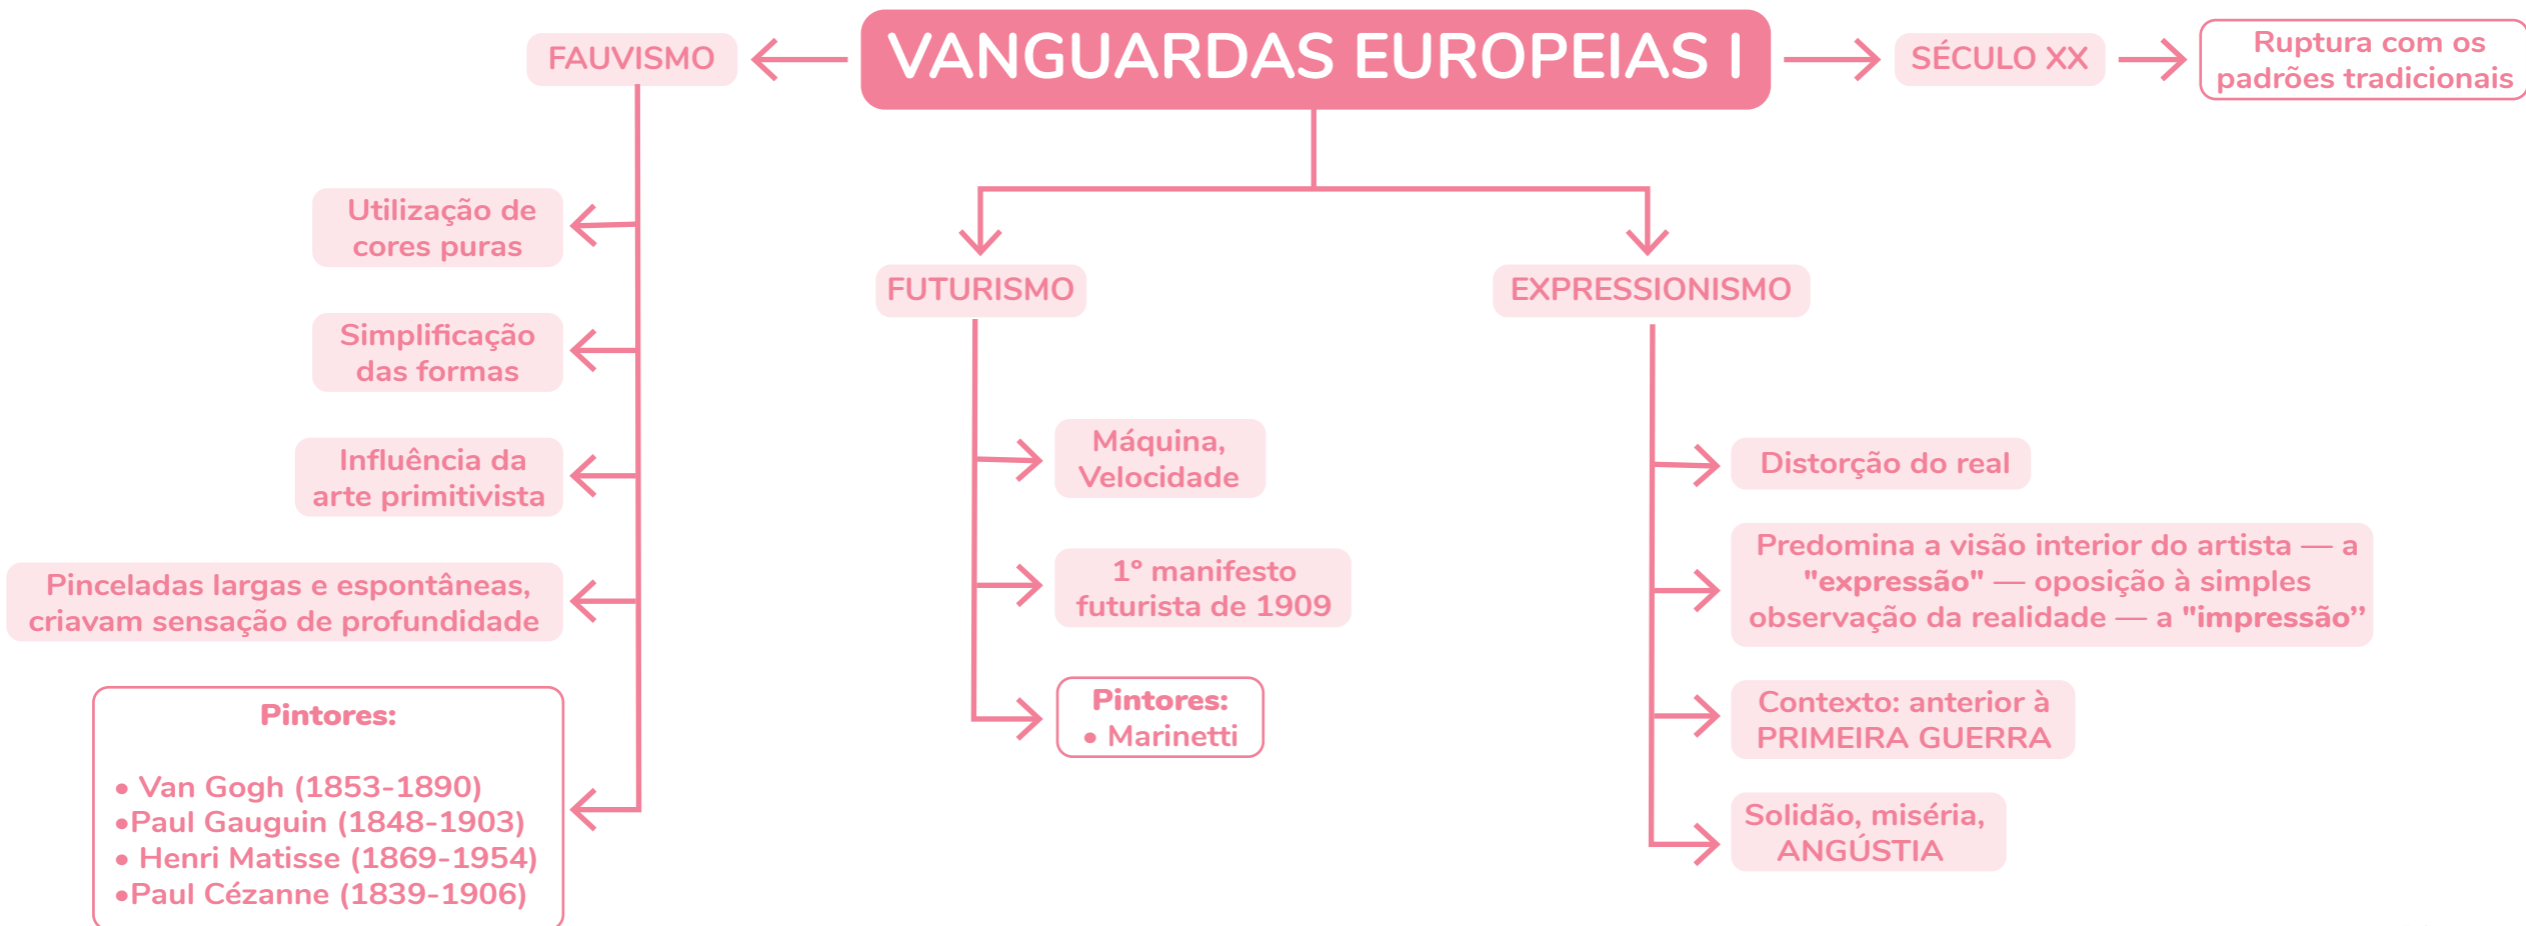 VANGUARDAS EUROPEIAS I
SÉCULO XX
Ruptura com os
padrões tradicionais
FAUVISMO
Utilização de
cores puras
Simplificação
das formas
Influência da
arte primitivista
Pinceladas largas e espontâneas,
criavam sensação de profundidade
Pintores:
• Van Gogh (1853-1890)
•Paul Gauguin (1848-1903)
• Henri Matisse (1869-1954)
•Paul Cézanne (1839-1906)
FUTURISMO
Máquina,
Velocidade
1º manifesto
futurista de 1909
Pintores:
• Marinetti
EXPRESSIONISMO
Distorção do real
Predomina a visão interior do artista — a
"expressão" — oposição à simples
observação da realidade — a "impressão’’
Contexto: anterior à
PRIMEIRA GUERRA
Solidão, miséria,
ANGÚSTIA